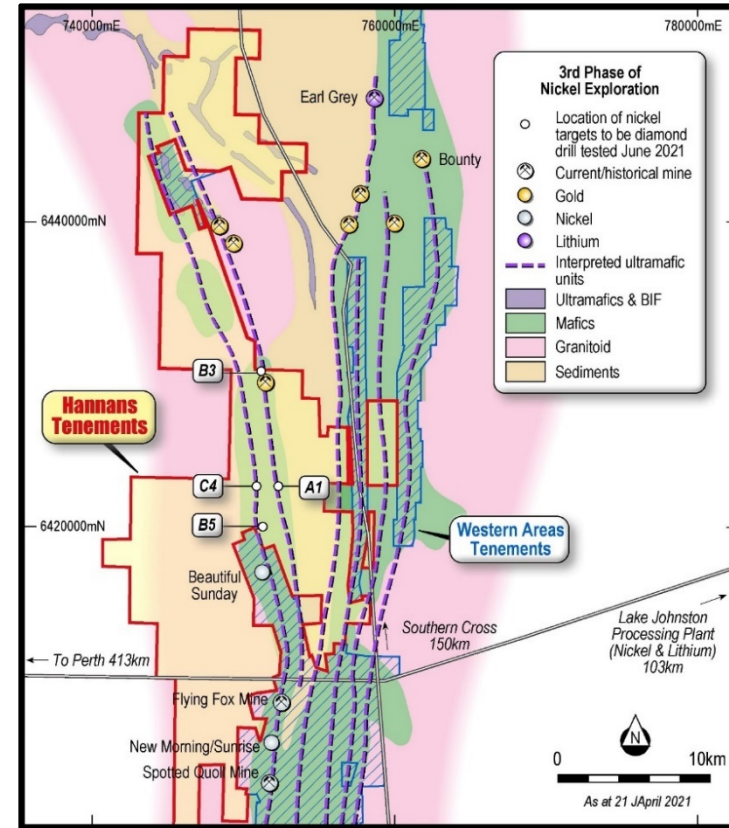 740000mE
760000mE
780000mE
3rd Phase of
Nickel Exploration
Location of nickel
targets to be diamond
drill tested June 2021
Current/historical mine
Gold
Nickel
Lithium
Interpreted ultramafic
units
Ultramafics & BIF
Mafics
Granitoid
Sediments
Earl Grey
Bounty
6440000mN
B3
Hannans
Tenements
C4
A1
6420000mN
B5
Western Areas
Tenements
Beautiful
Sunday
Southern Cross
150km
Lake Johnston
Processing Plant
(Nickel & Lithium)
103km
To Perth 413km
Flying Fox Mine
New Morning/Sunrise
Spotted Quoll Mine
N
0
10km
As at 21 JApril 2021